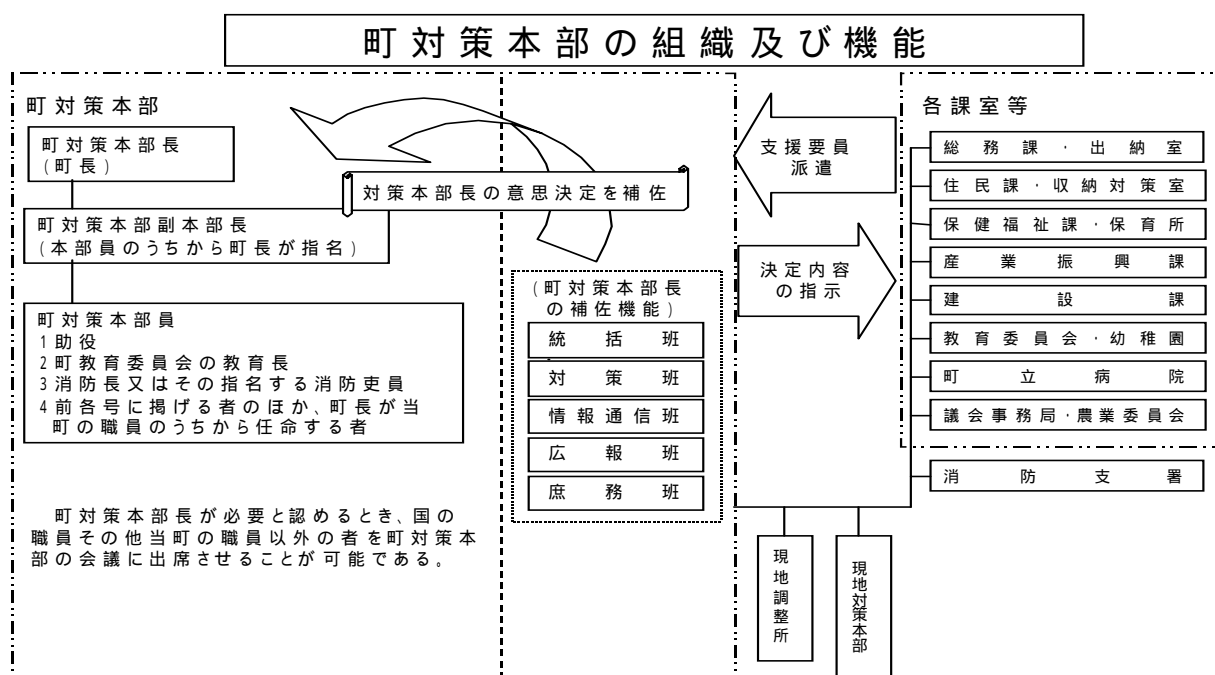 町対策本部の組織及び機能
町対策本部
町対策本部長
(町長)
町対策本部副本部長
(本部員のうちから町長が指名)
町対策本部員
1助役
2町教育委員会の教育長
3消防長又はその指名する消防吏員
4前各号に掲げる者のほか、町長が当
町の職員のうちから任命する者
町対策本部長が必要と認めるとき、国の
職員その他当町の職員以外の者を町対策本
部の会議に出席させることが可能である。
対策本部長の意思決定を補佐
(町対策本部長
の補佐機能)
統括班
対策班
情報通信班
広報班
庶務班
支援要員
派遣
決定内容
の指示
各課室等
総務課・出納室
住民課・収納対策室
保健福祉課・保育所
産業振興課
建設課
教育委員会・幼稚園
町立病院
議会事務局・農業委員会
消防支署
現地調整所
現地対策本部